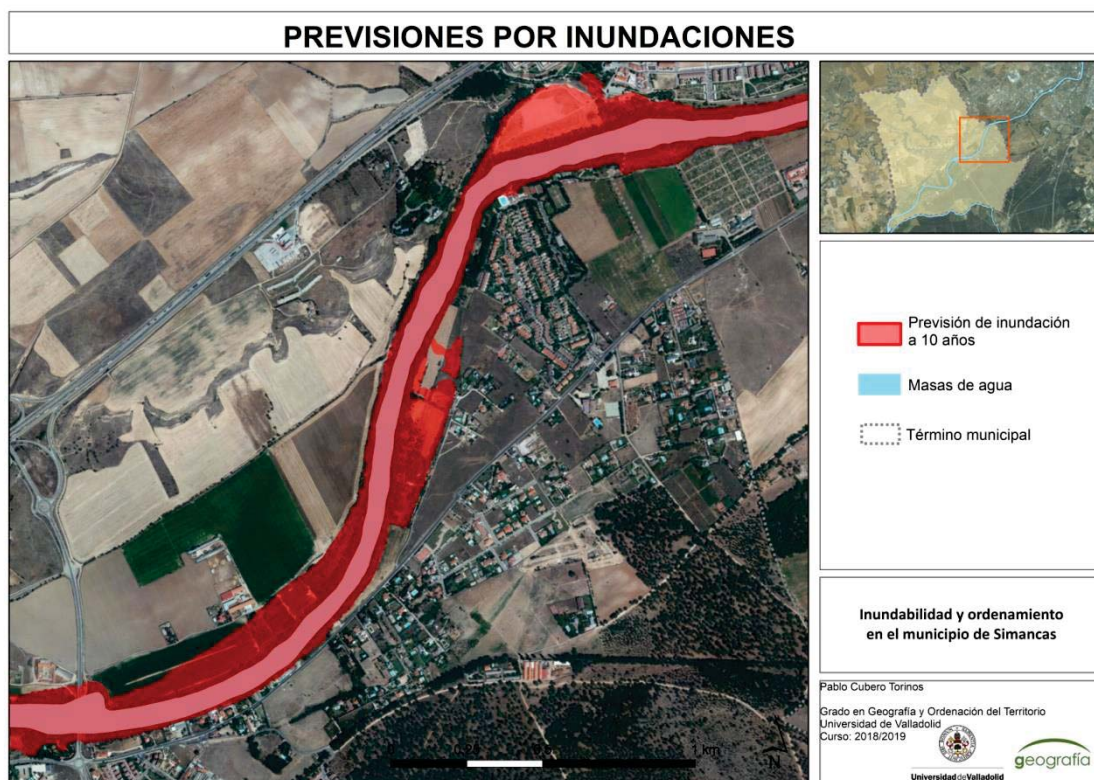 PREVISIONES POR INUNDACIONES
Previsión de inundación
a 10 años
Masas de agua
Término municipal
Inundabilidad y ordenamiento
en el municipio de Simancas
Pablo Cubero Torinos
Grado en Geografía y Ordenación del Territorio
Universidad de Valladolid
Curso: 2018/2019
Universidad de Valladolid
geografía
1 km
N